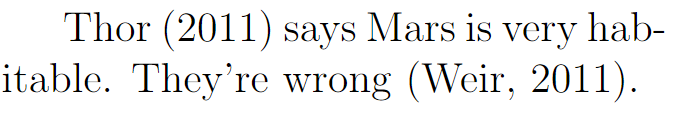 Thor (2011) says Mars is very hab-
itable. They're wrong (Weir, 2011).